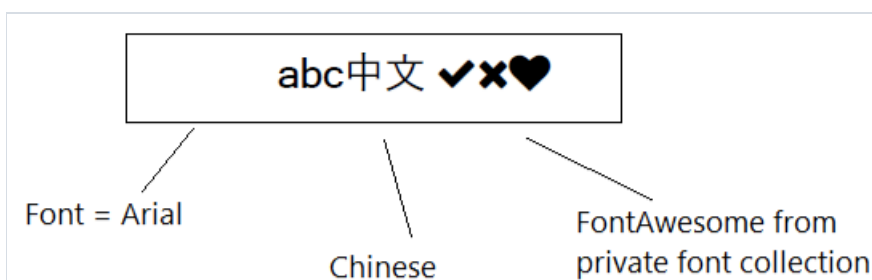 abc中文 ✔✖♥
Font = Arial
Chinese
FontAwesome from
private font collection